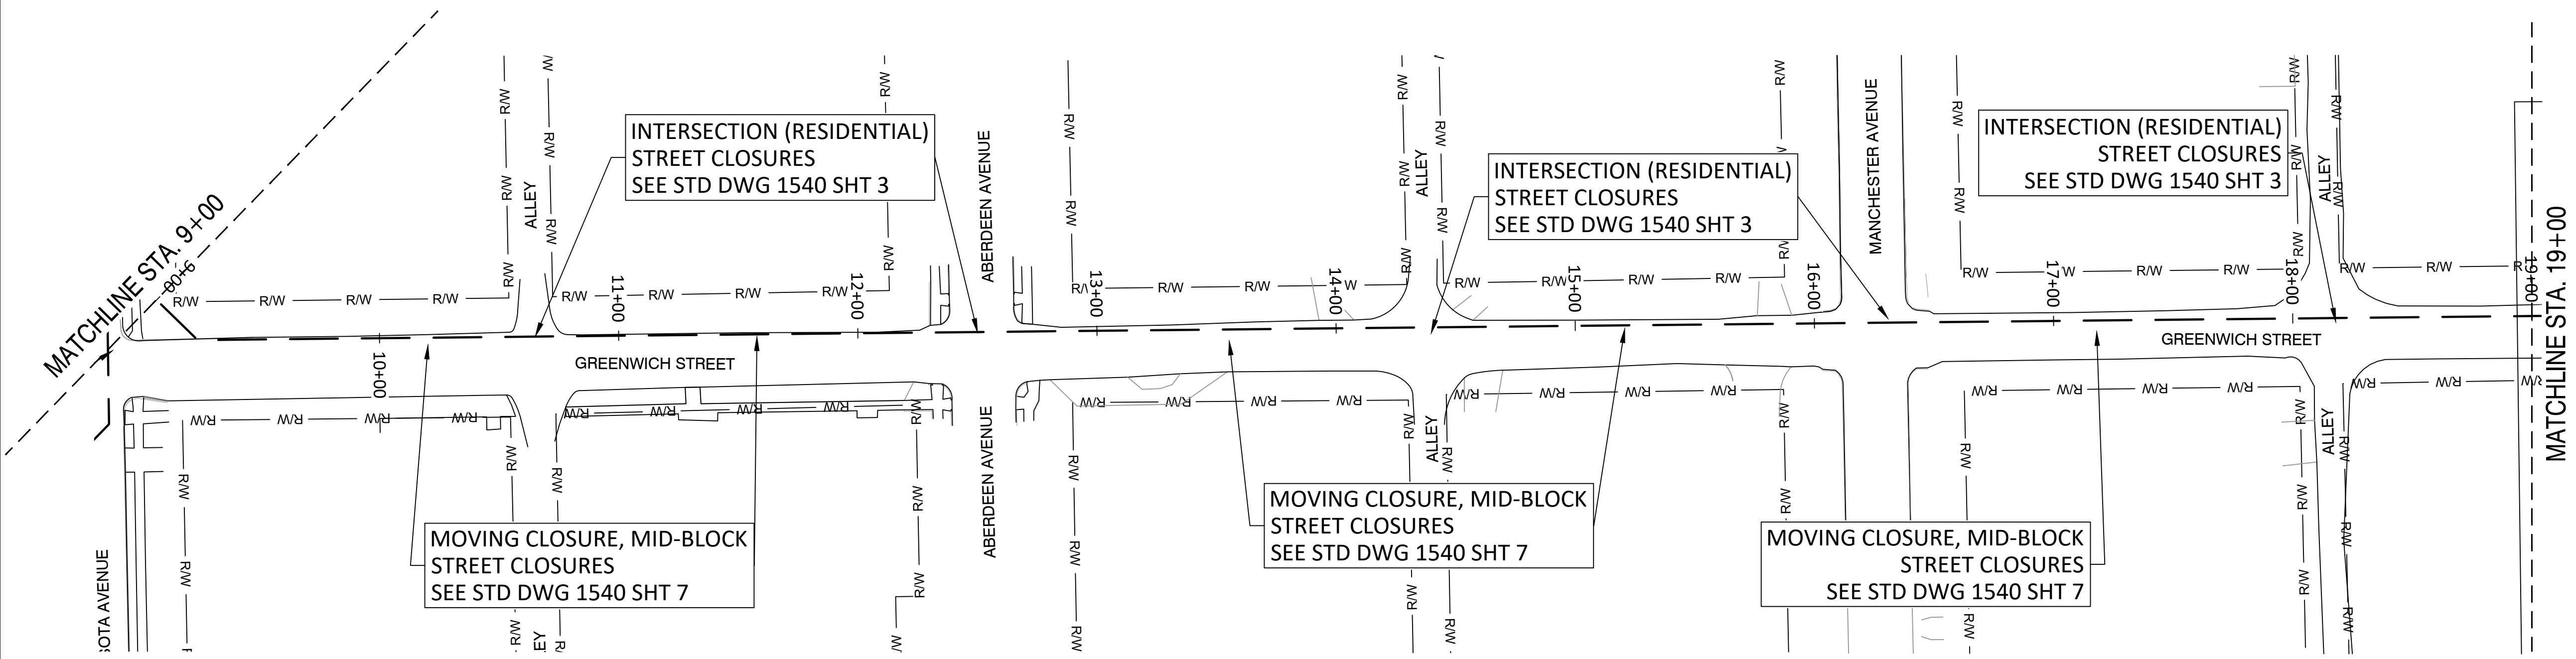 MATCHLINE STA. 9+00
9+00
INTERSECTION (RESIDENTIAL)
STREET CLOSURES
SEE STD DWG 1540 SHT 3
INTERSECTION (RESIDENTIAL)
STREET CLOSURES
SEE STD DWG 1540 SHT 3
INTERSECTION (RESIDENTIAL)
STREET CLOSURES
SEE STD DWG 1540 SHT 3
ALLEY
ABERDEEN AVENUE
ALLEY
MANCHESTER AVENUE
ALLEY
R/W R/W R/W R/W
R/W R/W R/W R/W
R/W R/W R/W
R/W R/W R/W R/W
R/W R/W R/W
R/W R/W
10+00
11+00
12+00
13+00
14+00
15+00
16+00
17+00
18+00
19+00
GREENWICH STREET
GREENWICH STREET
MATCHLINE STA. 19+00
R/W R/W R/W R/W
R/W R/W R/W R/W
R/W R/W R/W R/W
R/W R/W R/W R/W
R/W R/W R/W R/W
R/W R/W R/W
SOTA AVENUE
ABERDEEN AVENUE
ALLEY
ALLEY
LEY
MOVING CLOSURE, MID-BLOCK
STREET CLOSURES
SEE STD DWG 1540 SHT 7
MOVING CLOSURE, MID-BLOCK
STREET CLOSURES
SEE STD DWG 1540 SHT 7
MOVING CLOSURE, MID-BLOCK
STREET CLOSURES
SEE STD DWG 1540 SHT 7